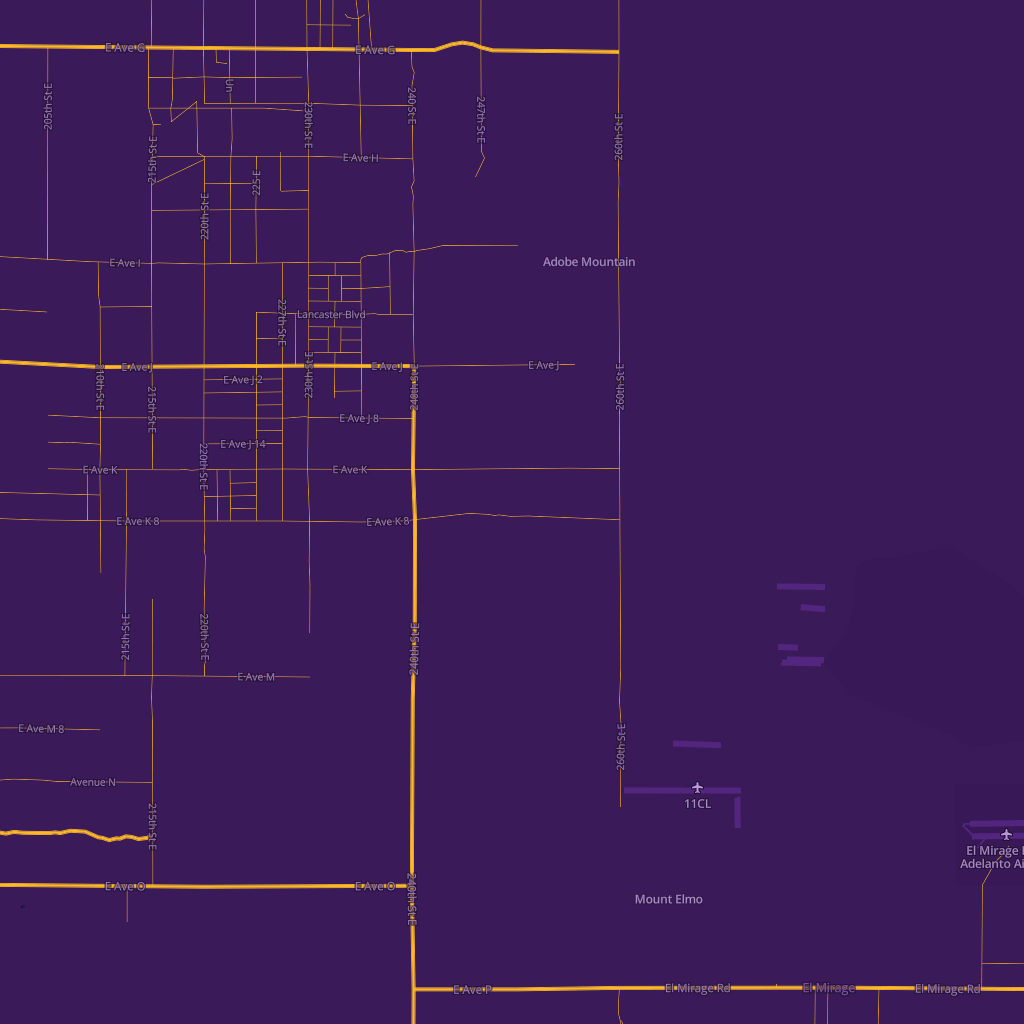 E Ave G
E Ave G
205th St E
Un
240 St E
247th St E
230th St E
260th St E
215th St E
E Ave H
225 E
220th St E
E Ave I
Adobe Mountain
227th St E
Lancaster Blvd
E Ave J
E Ave J
E Ave J
E Ave J 2
230th St E
210th St E
240th St E
260th St E
215th St E
E Ave J 8
E Ave J 14
220th St E
E Ave K
E Ave K
E Ave K 8
E Ave K 8
215th St E
220th St E
240th St E
E Ave M
E Ave M 8
260th St E
Avenue N
11CL
215th St E
El Mirage
Adelanto Ai
E Ave O
E Ave O
240th St E
Mount Elmo
E Ave P
El Mirage Rd
El Mirage
El Mirage Rd